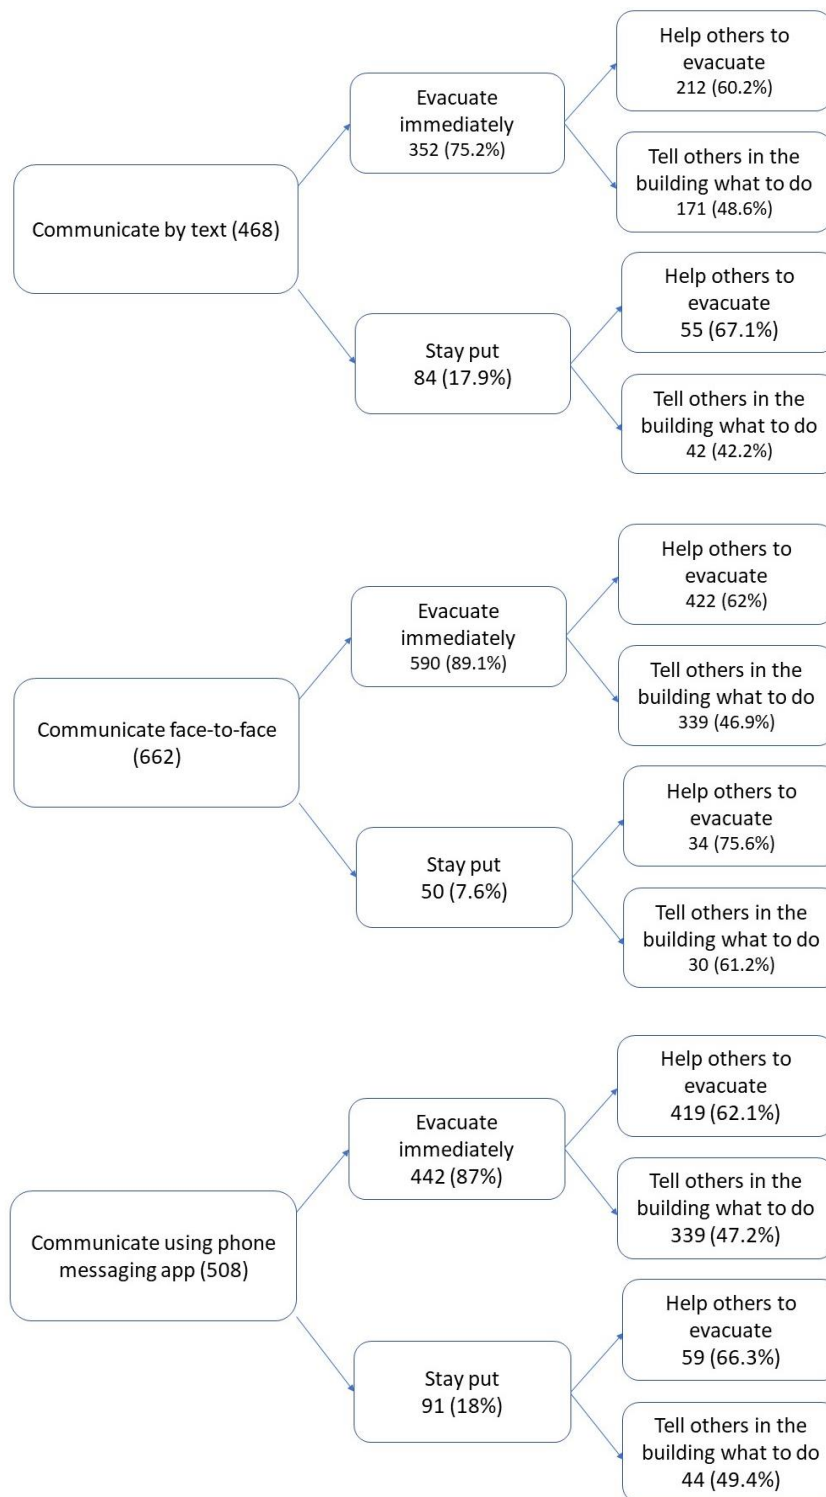 Help others to
evacuate
212 (60.2%)
Evacuate
immediately
352 (75.2%)
Tell others in the
building what to do
171 (48.6%)
Communicate by text (468)
Help others to
evacuate
55 (67.1%)
Stay put
84 (17.9%)
Tell others in the
building what to do
42 (42.2%)
Help others to
evacuate
422 (62%)
Evacuate
immediately
590 (89.1%)
Tell others in the
building what to do
339 (46.9%)
Communicate face-to-face
(662)
Help others to
evacuate
34 (75.6%)
Stay put
50 (7.6%)
Tell others in the
building what to do
30 (61.2%)
Help others to
evacuate
419 (62.1%)
Evacuate
immediately
442 (87%)
Tell others in the
building what to do
339 (47.2%)
Communicate using phone
messaging app (508)
Help others to
evacuate
59 (66.3%)
Stay put
91 (18%)
Tell others in the
building what to do
44 (49.4%)